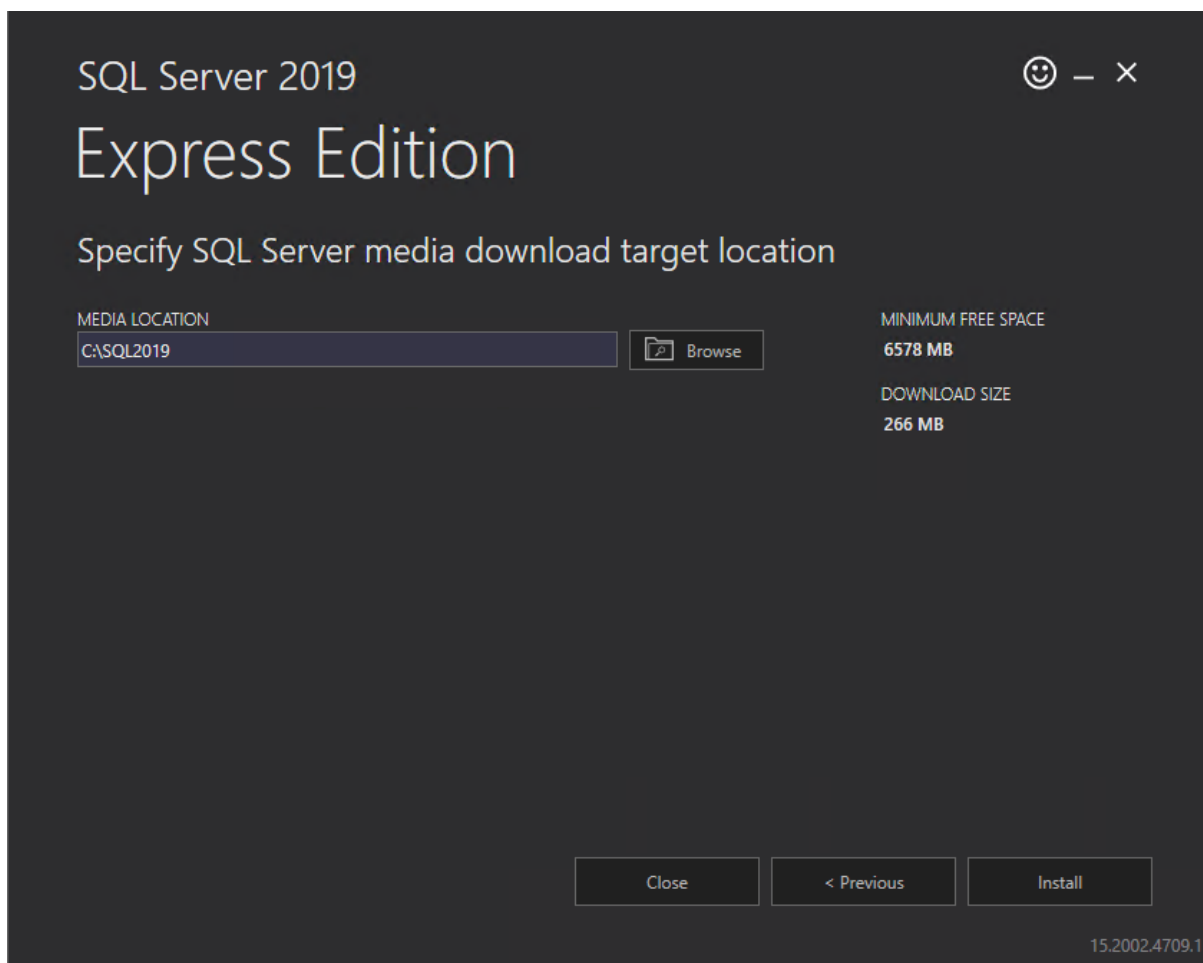 SQL Server 2019
Express Edition
Specify SQL Server media download target location
MEDIA LOCATION
C:\SQL2019
Browse
MINIMUM FREE SPACE
6578 MB
DOWNLOAD SIZE
266 MB
Close
< Previous
Install
15.2002.4709.1